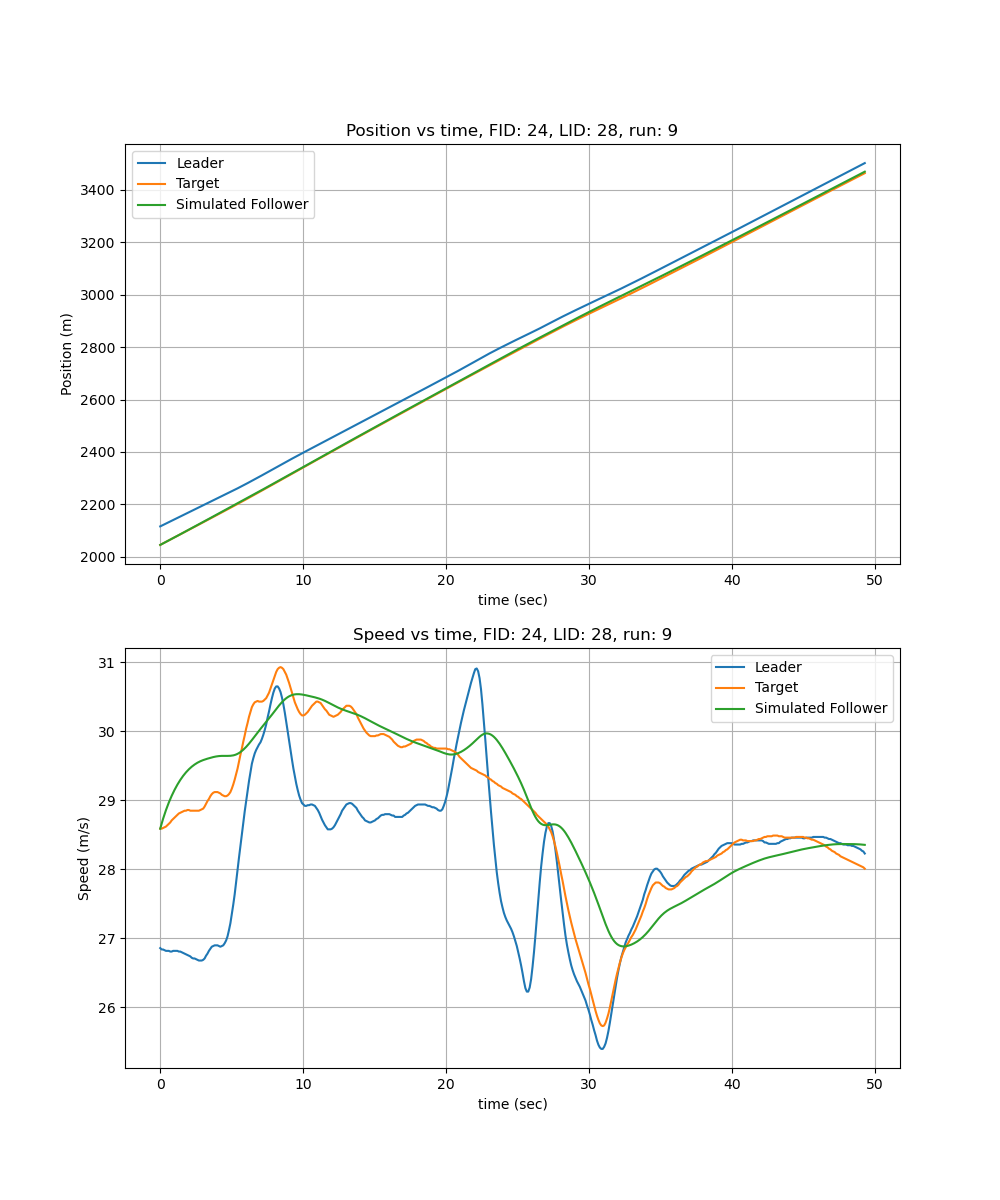 Position vs time, FID: 24, LID: 28, run: 9
Leader
Target
Simulated Follower
3400
3200
3000
2800
2600
2400
2200
2000
Position (m)
0 10 20 30 40 50
time (sec)
Speed vs time, FID: 24, LID: 28, run: 9
Leader
Target
Simulated Follower
31
30
29
28
27
26
Speed (m/s)
0 10 20 30 40 50
time (sec)